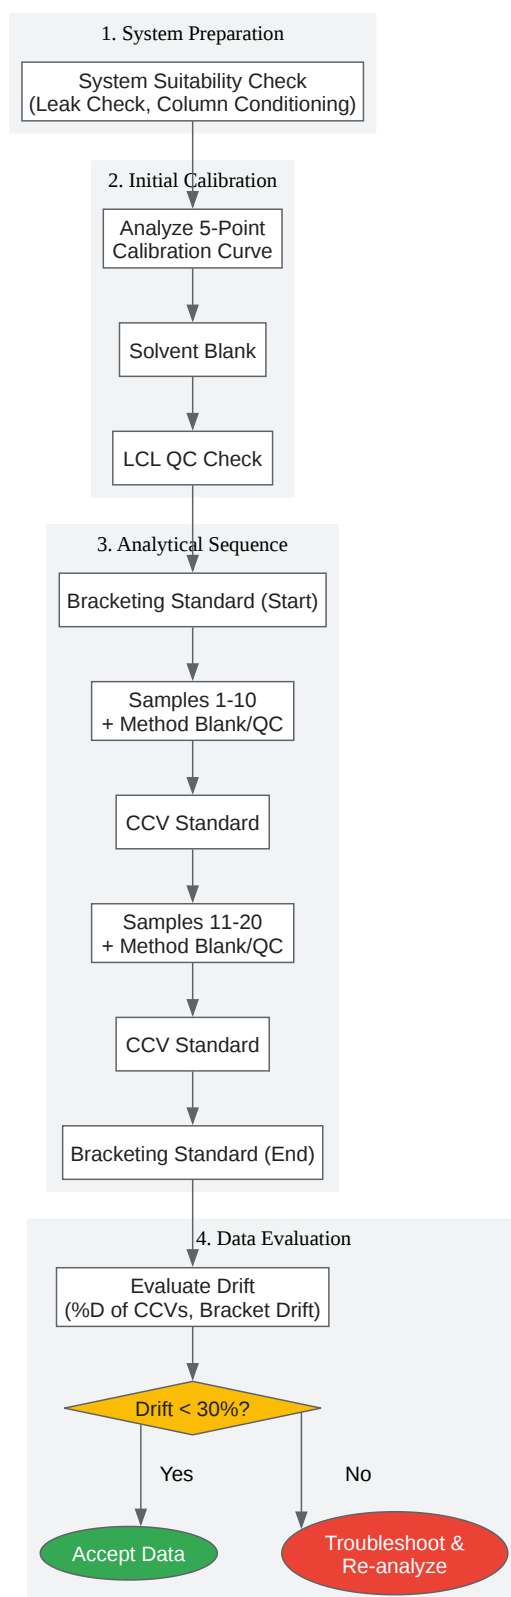 1. System Preparation
System Suitability Check
(Leak Check, Column Conditioning)
2. Initial Calibration
Analyze 5-Point
Calibration Curve
Solvent Blank
LCL QC Check
3. Analytical Sequence
Bracketing Standard (Start)
Samples 1-10
+ Method Blank/QC
CCV Standard
Samples 11-20
+ Method Blank/QC
CCV Standard
Bracketing Standard (End)
4. Data Evaluation
Evaluate Drift
(%D of CCVs, Bracket Drift)
Drift < 30%?
Yes
No
Accept Data
Troubleshoot &
Re-analyze